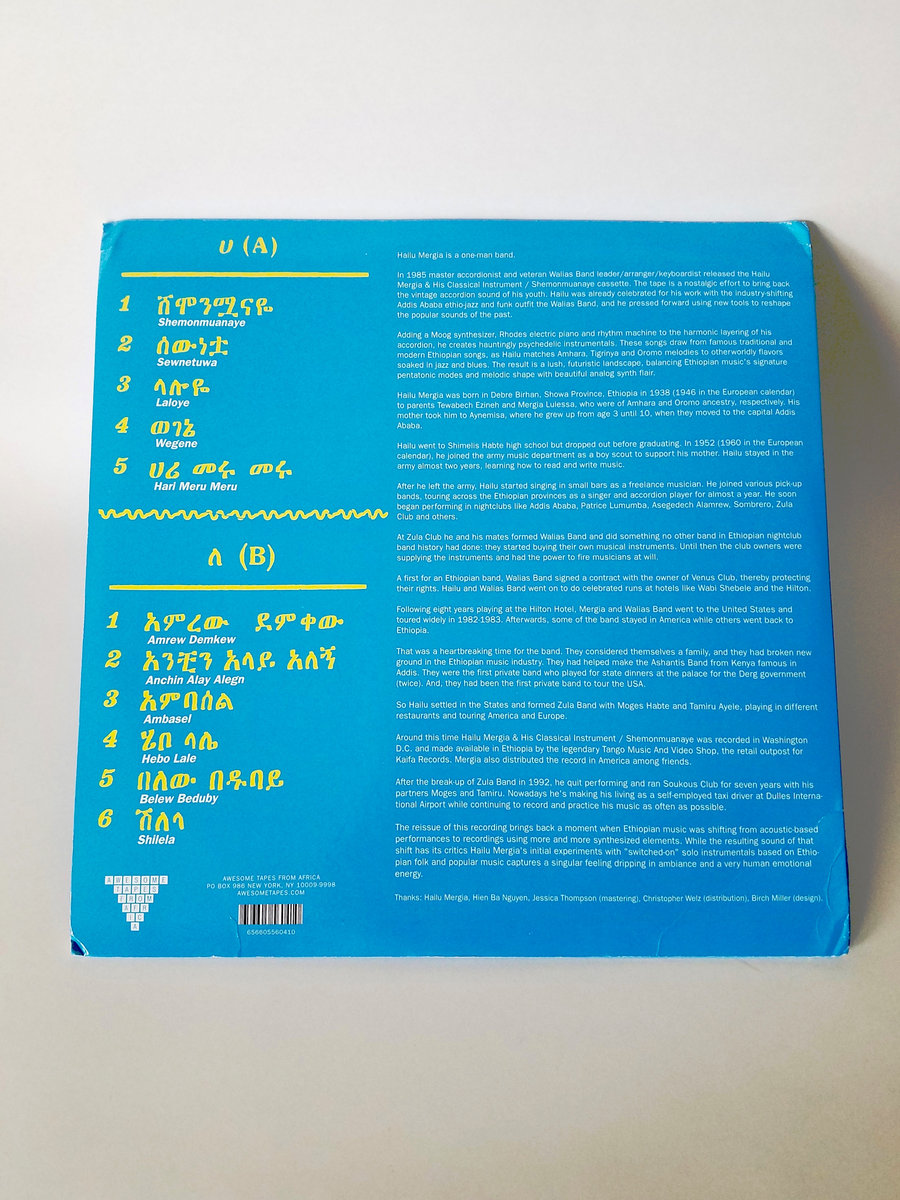 ሀ (A)
1 ሸሞንሟናዬ
Shemonmuanaye
2 ሰውነቷ
Sewnetuwa
3 ላሎዬ
Laloye
4 ወገኔ
Wegene
5 ሀሪ መሩ መሩ
Hari Meru Meru
ለ (B)
1 አምረው ደምቀው
Amrew Demkew
2 አንቺን አላይ አለኝ
Anchin Alay Alegn
3 አምባሰል
Ambasel
4 ሄቦ ላሌ
Hebo Lale
5 በለው በዱባይ
Belew Beduby
6 ሽለላ
Shilela
AWESOME
TAPES
FROM
AFR
IC
A
AWESOME TAPES FROM AFRICA
PO BOX 986 NEW YORK, NY 10009-9998
AWESOMETAPES.COM
656605560410
Hailu Mergia is a one-man band.
In 1985 master accordionist and veteran Walias Band leader/arranger/keyboardist released the Hailu
Mergia & His Classical Instrument / Shemonmuanaye cassette. The tape is a nostalgic effort to bring back
the vintage accordion sound of his youth. Hailu was already celebrated for his work with the industry-shifting
Addis Ababa ethio-jazz and funk outfit the Walias Band, and he pressed forward using new tools to reshape
the popular sounds of the past.
Adding a Moog synthesizer, Rhodes electric piano and rhythm machine to the harmonic layering of his
accordion, he creates hauntingly psychedelic instrumentals. These songs draw from famous traditional and
modern Ethiopian songs, as Hailu matches Amhara, Tigrinya and Oromo melodies to otherworldly flavors
soaked in jazz and blues. The result is a lush, futuristic landscape, balancing Ethiopian music's signature
pentatonic modes and melodic shape with beautiful analog synth flair.
Hailu Mergia was born in Debre Birhan, Showa Province, Ethiopia in 1938 (1946 in the European calendar)
to parents Tewabech Ezineh and Mergia Lulessa, who were of Amhara and Oromo ancestry, respectively. His
mother took him to Aynemisa, where he grew up from age 3 until 10, when they moved to the capital Addis
Ababa.
Hailu went to Shimelis Habte high school but dropped out before graduating. In 1952 (1960 in the European
calendar), he joined the army music department as a boy scout to support his mother. Hailu stayed in the
army almost two years, learning how to read and write music.
After he left the army, Hailu started singing in small bars as a freelance musician. He joined various pick-up
bands, touring across the Ethiopian provinces as a singer and accordion player for almost a year. He soon
began performing in nightclubs like Addis Ababa, Patrice Lumumba, Asegedech Alamrew, Sombrero, Zula
Club and others.
At Zula Club he and his mates formed Walias Band and did something no other band in Ethiopian nightclub
band history had done: they started buying their own musical instruments. Until then the club owners were
supplying the instruments and had the power to fire musicians at will.
A first for an Ethiopian band, Walias Band signed a contract with the owner of Venus Club, thereby protecting
their rights. Hailu and Walias Band went on to do celebrated runs at hotels like Wabi Shebele and the Hilton.
Following eight years playing at the Hilton Hotel, Mergia and Walias Band went to the United States and
toured widely in 1982-1983. Afterwards, some of the band stayed in America while others went back to
Ethiopia.
That was a heartbreaking time for the band. They considered themselves a family, and they had broken new
ground in the Ethiopian music industry. They had helped make the Ashantis Band from Kenya famous in
Addis. They were the first private band who played for state dinners at the palace for the Derg government
(twice). And, they had been the first private band to tour the USA.
So Hailu settled in the States and formed Zula Band with Moges Habte and Tamiru Ayele, playing in different
restaurants and touring America and Europe.
Around this time Hailu Mergia & His Classical Instrument / Shemonmuanaye was recorded in Washington
D.C. and made available in Ethiopia by the legendary Tango Music And Video Shop, the retail outpost for
Kaifa Records. Mergia also distributed the record in America among friends.
After the break-up of Zula Band in 1992, he quit performing and ran Soukous Club for seven years with his
partners Moges and Tamiru. Nowadays he's making his living as a self-employed taxi driver at Dulles Interna-
tional Airport while continuing to record and practice his music as often as possible.
The reissue of this recording brings back a moment when Ethiopian music was shifting from acoustic-based
performances to recordings using more and more synthesized elements. While the resulting sound of that
shift has its critics Hailu Mergia's initial experiments with "switched-on" solo instrumentals based on Ethio-
pian folk and popular music captures a singular feeling dripping in ambiance and a very human emotional
energy.
Thanks: Hailu Mergia, Hien Ba Nguyen, Jessica Thompson (mastering), Christopher Welz (distribution), Birch Miller (design).